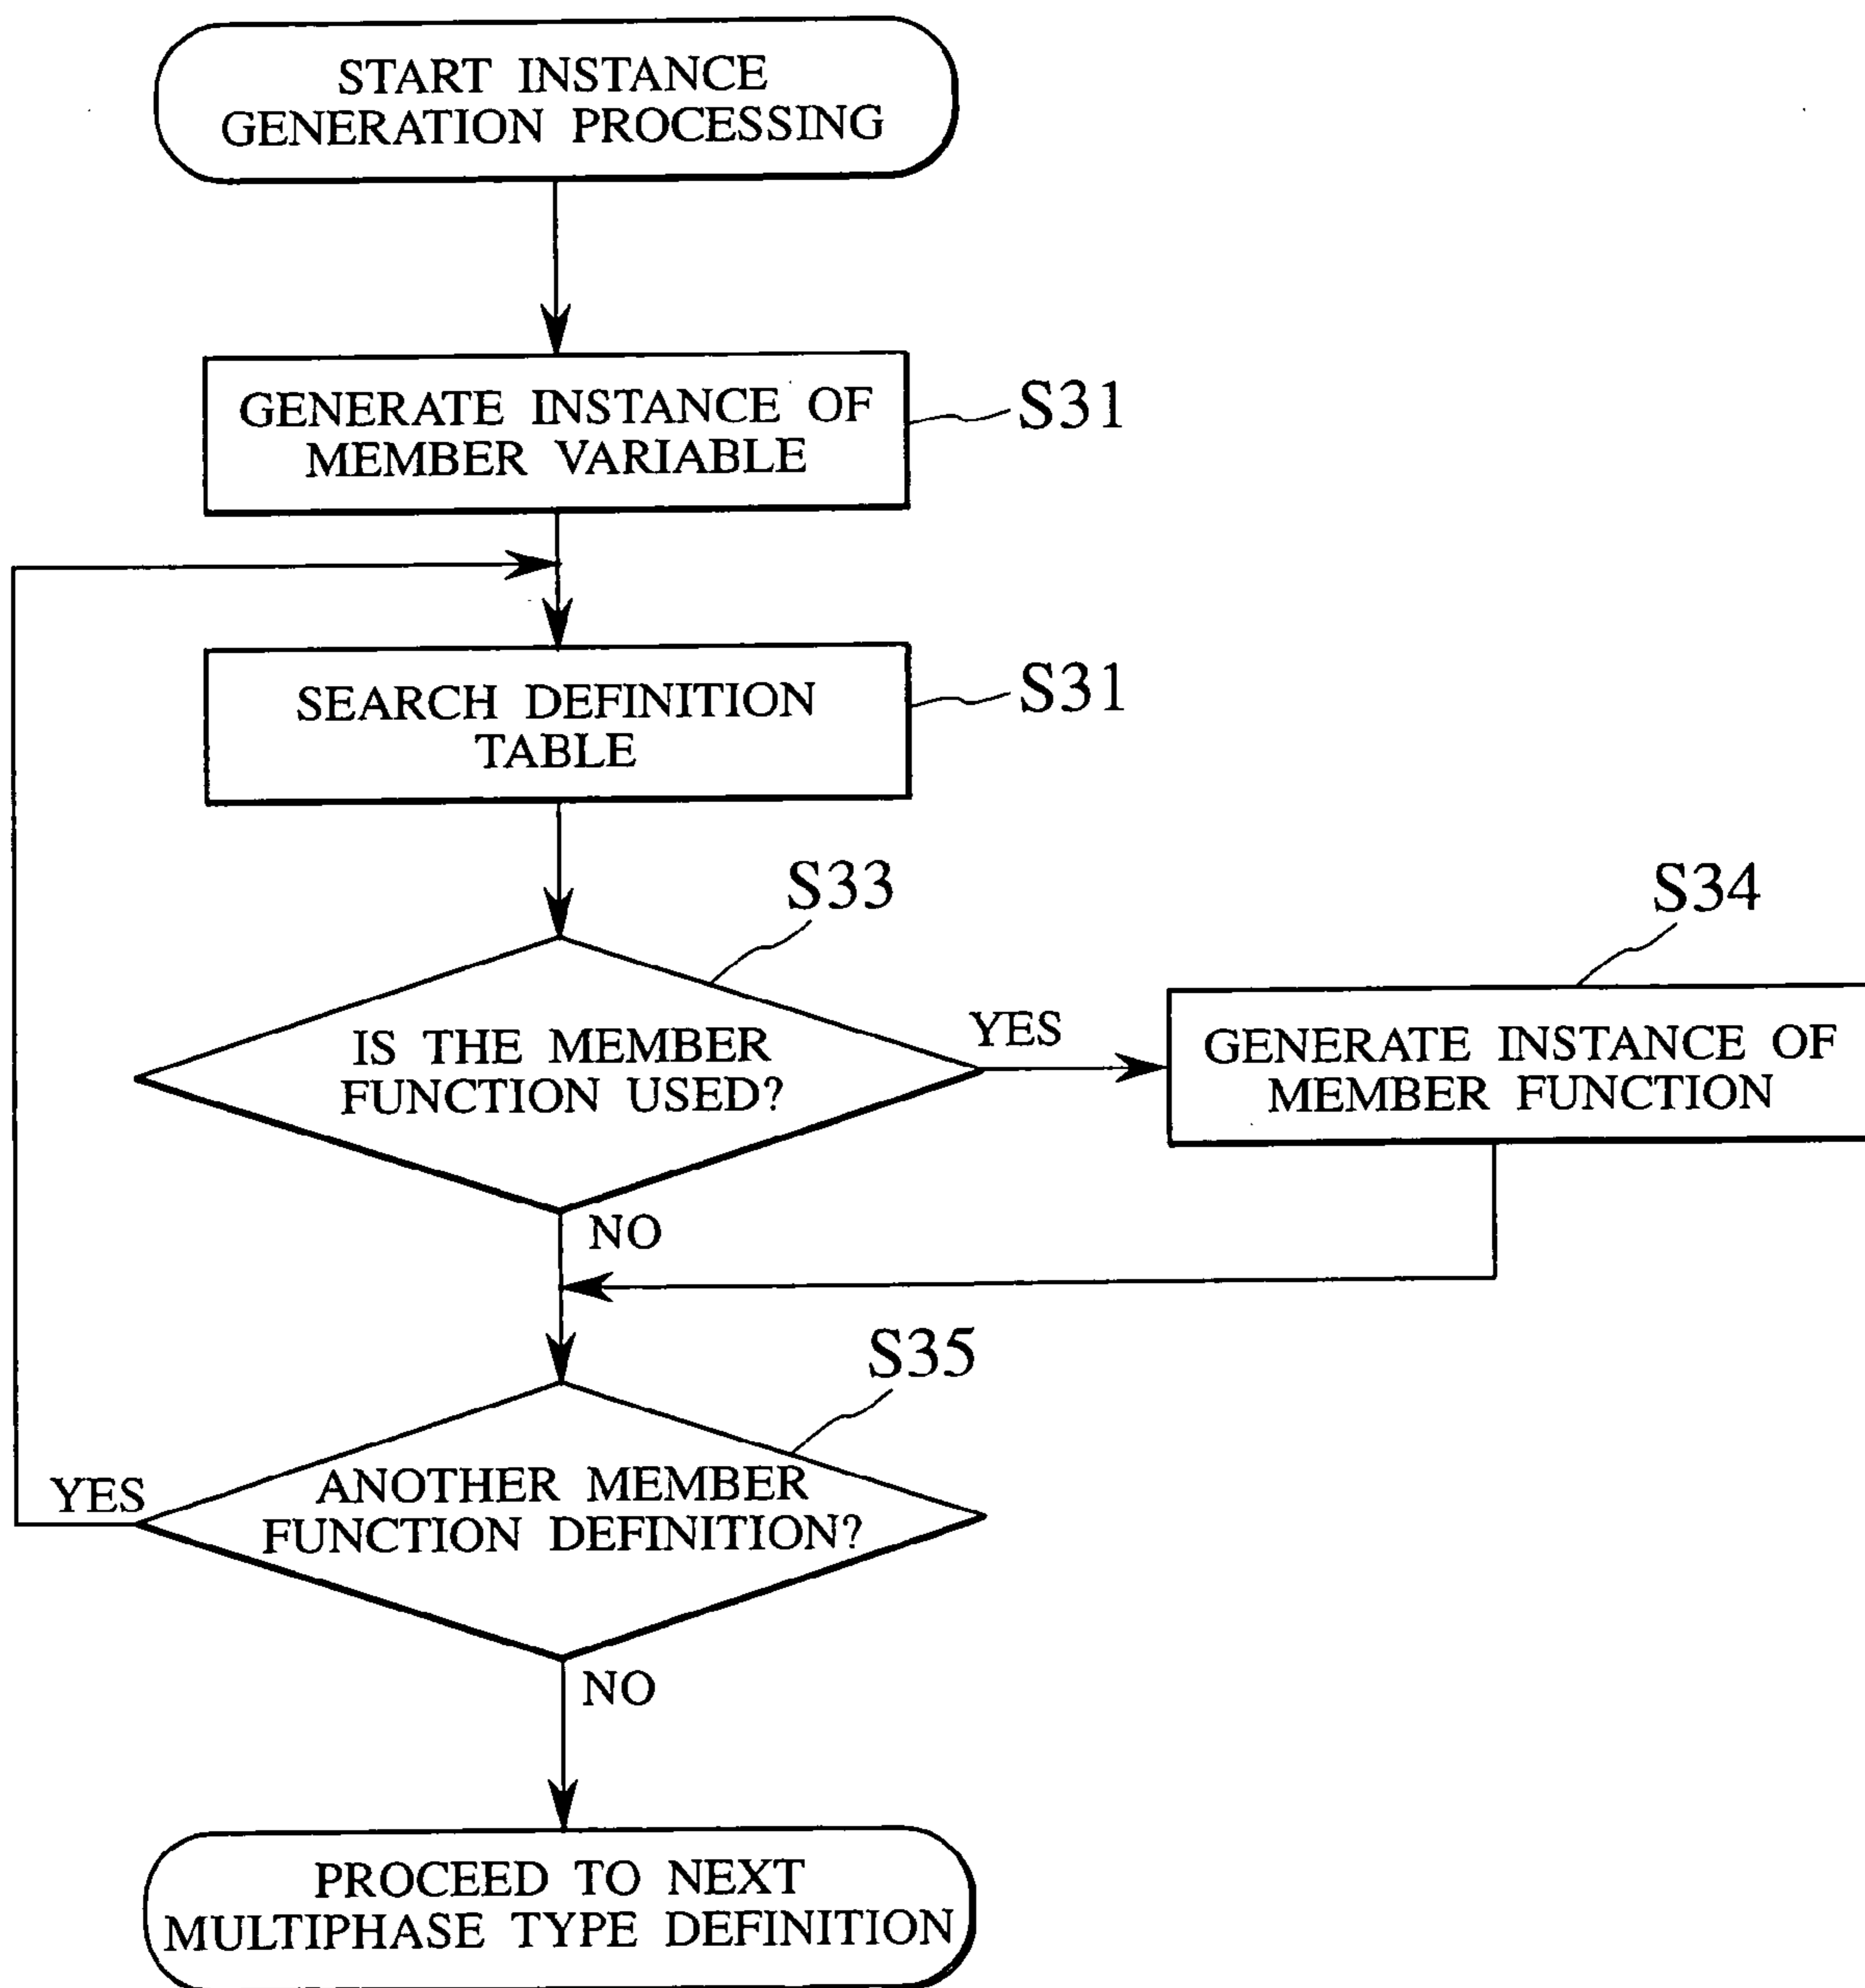 START INSTANCE
GENERATION PROCESSING
GENERATE INSTANCE OF
MEMBER VARIABLE
S31
SEARCH DEFINITION
TABLE
S31
S33
IS THE MEMBER
FUNCTION USED?
YES
S34
GENERATE INSTANCE OF
MEMBER FUNCTION
NO
S35
ANOTHER MEMBER
FUNCTION DEFINITION?
YES
NO
PROCEED TO NEXT
MULTIPHASE TYPE DEFINITION